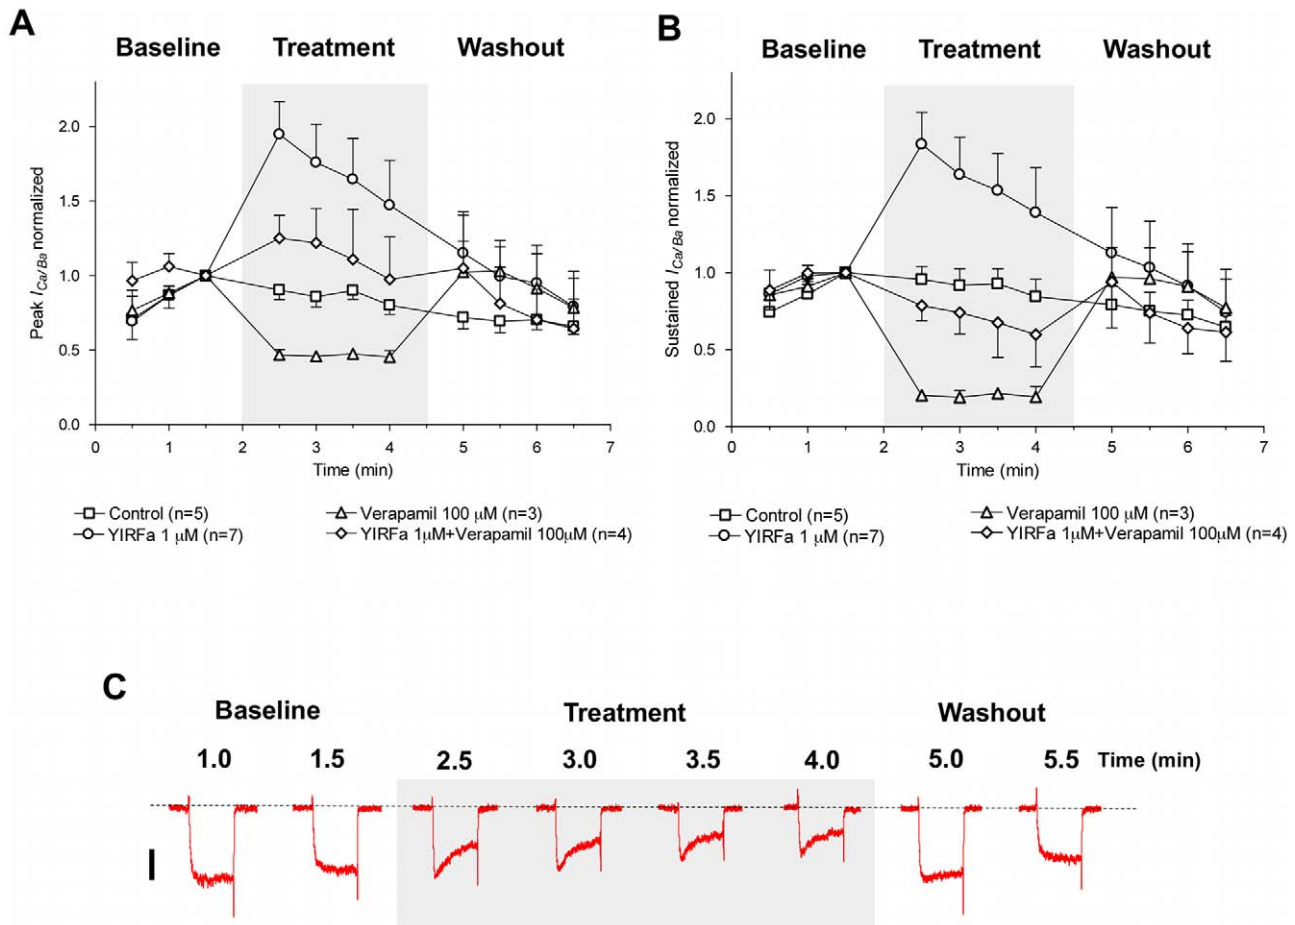 A
Baseline Treatment Washout
Peak I Ca/Ba normalized
2.0
1.5
1.0
0.5
0.0
0 1 2 3 4 5 6 7
Time (min)
Control (n=5)
YIRFa 1 μM (n=7)
Verapamil 100 μM (n=3)
YIRFa 1μM+Verapamil 100μM (n=4)
B
Baseline Treatment Washout
Sustained I Ca/Ba normalized
2.0
1.5
1.0
0.5
0.0
0 1 2 3 4 5 6 7
Time (min)
Control (n=5)
YIRFa 1 μM (n=7)
Verapamil 100 μM (n=3)
YIRFa 1μM+Verapamil 100μM (n=4)
C
Baseline Treatment Washout
1.0 1.5 2.5 3.0 3.5 4.0 5.0 5.5 Time (min)